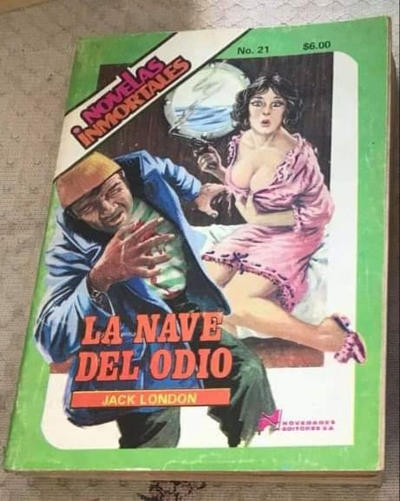 No. 21 $6.00
NOVELAS
INMORTALES
LA NAVE
DEL ODIO
JACK LONDON
NOVEDADES
EDITORES S.A.